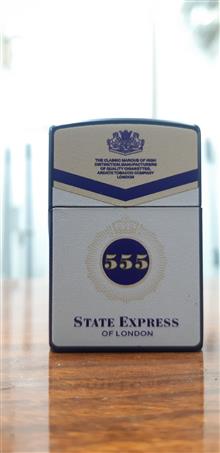 THE CLASSIC MARQUE OF HIGH
DISTINCTION. MANUFACTURERS
OF QUALITY CIGARETTES,
ARDATH TOBACCO COMPANY
LONDON
555
STATE EXPRESS
OF LONDON